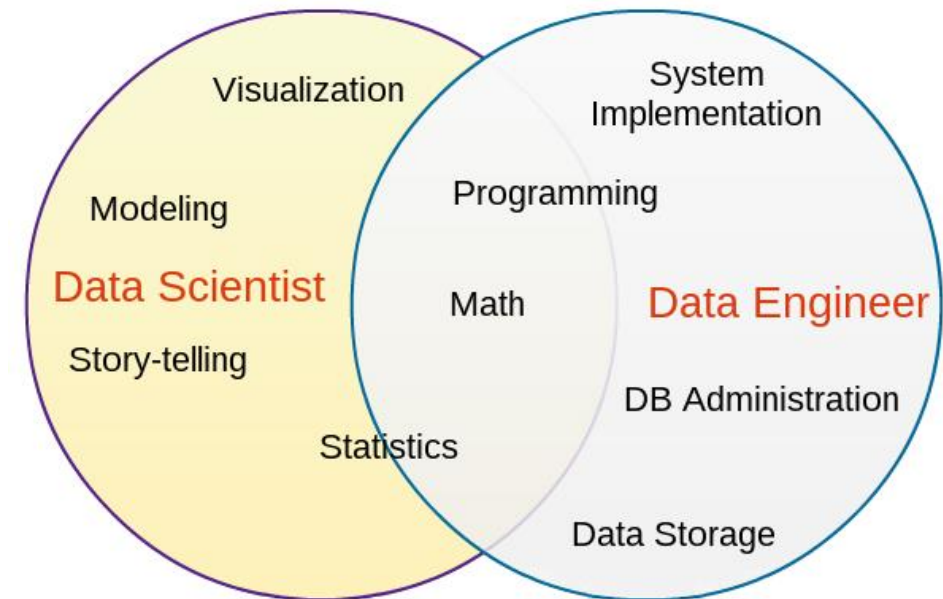 Visualization
Modeling
Data Scientist
Story-telling
Statistics
Programming
Math
System
Implementation
Data Engineer
DB Administration
Data Storage